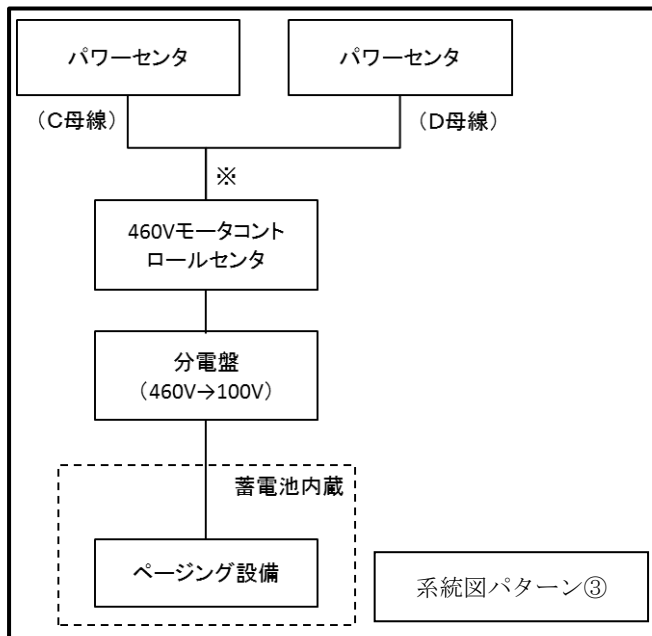 パワーセンタ
パワーセンタ
（C母線）
（D母線）
※
460Vモータコント
ロールセンタ
分電盤
（460V→100V）
蓄電池内蔵
ページング設備
系統図パターン③